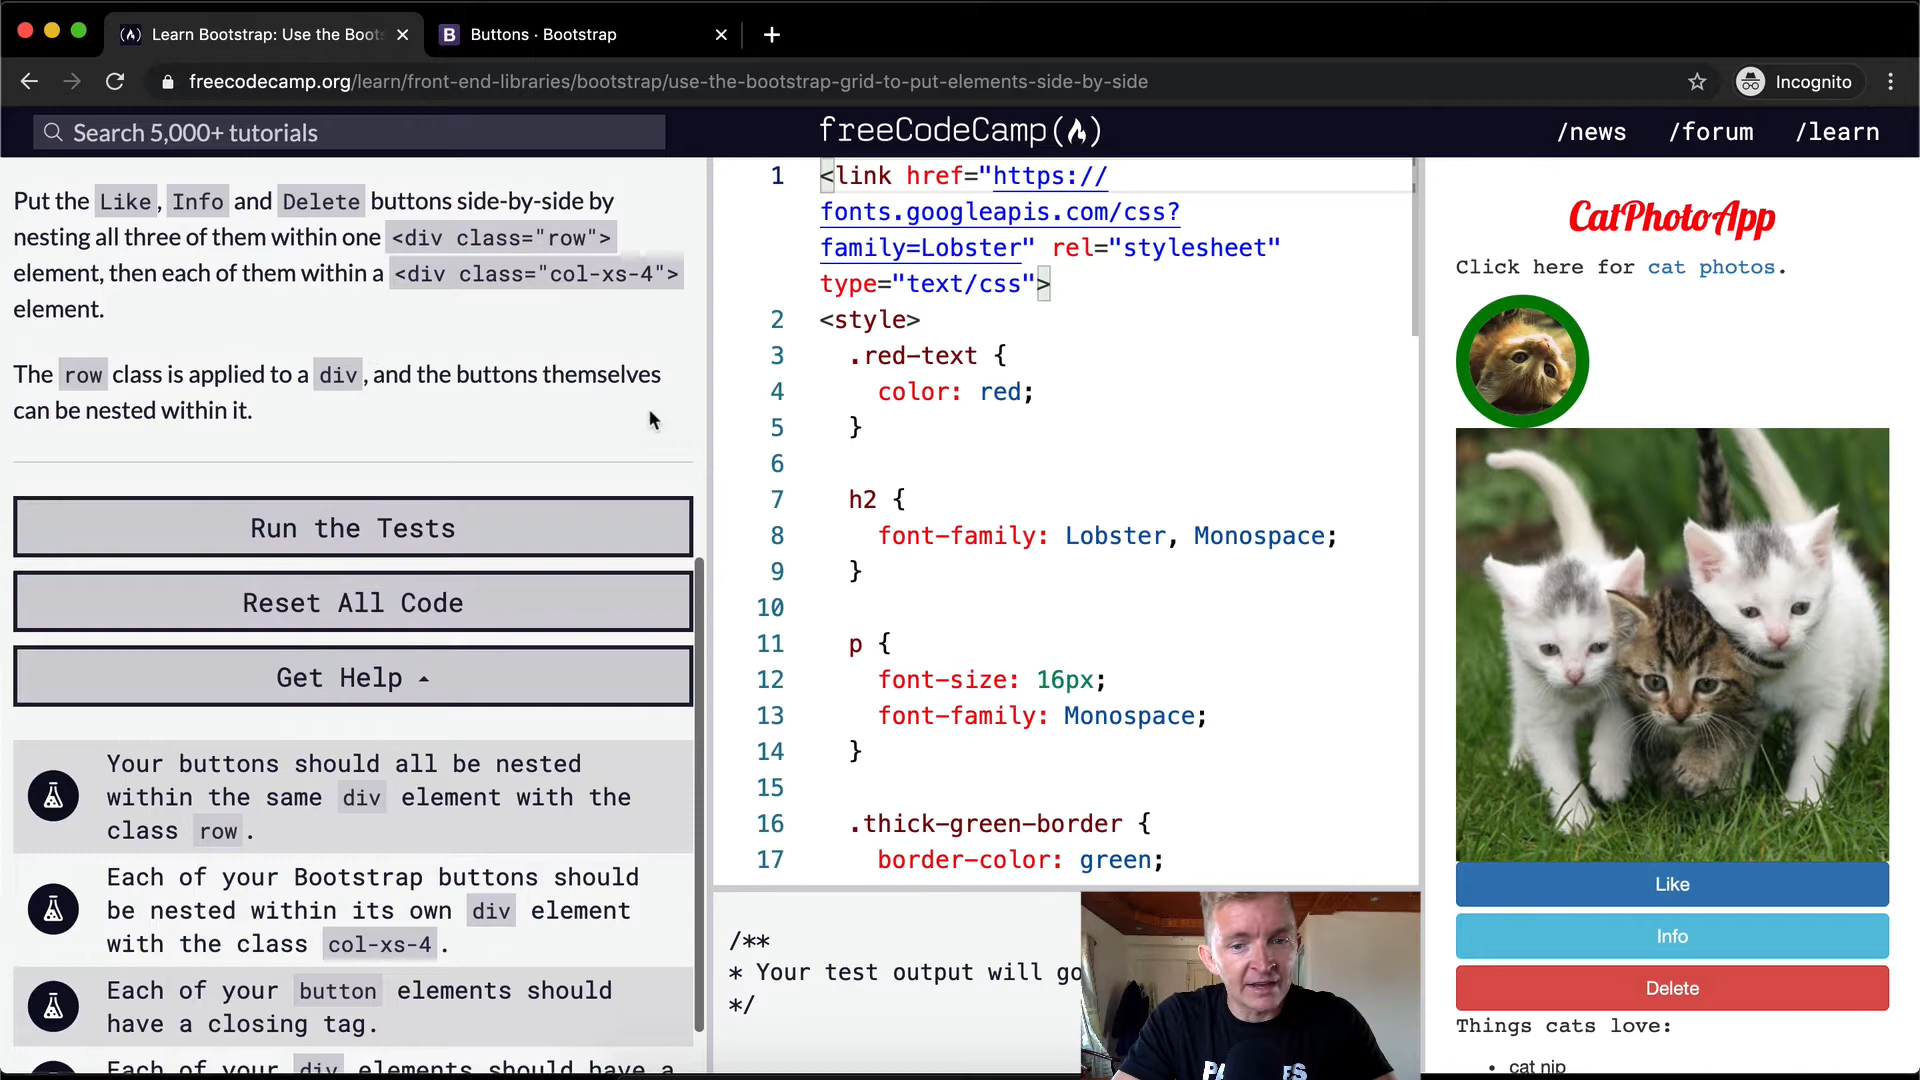 Learn Bootstrap: Use the Boots
Buttons · Bootstrap
freecodecamp.org/learn/front-end-libraries/bootstrap/use-the-bootstrap-grid-to-put-elements-side-by-side
Incognito
Search 5,000+ tutorials
freeCodeCamp
/news /forum /learn
Put the Like, Info and Delete buttons side-by-side by
nesting all three of them within one <div class="row">
element, then each of them within a <div class="col-xs-4">
element.
The row class is applied to a div, and the buttons themselves
can be nested within it.
Run the Tests
Reset All Code
Get Help
Your buttons should all be nested
within the same div element with the
class row.
Each of your Bootstrap buttons should
be nested within its own div element
with the class col-xs-4.
Each of your button elements should
have a closing tag.
Each of your div elements should have a
1 <link href="https://
fonts.googleapis.com/css?
family=Lobster" rel="stylesheet"
type="text/css">
2 <style>
3 .red-text {
4 color: red;
5 }
6
7 h2 {
8 font-family: Lobster, Monospace;
9 }
10
11 p {
12 font-size: 16px;
13 font-family: Monospace;
14 }
15
16 .thick-green-border {
17 border-color: green;
/**
* Your test output will go
*/
CatPhotoApp
Click here for cat photos.
Like
Info
Delete
Things cats love:
• cat nip